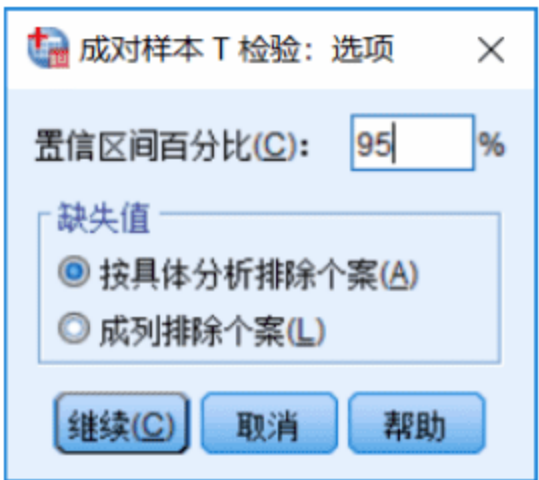 成对样本 T 检验：选项
置信区间百分比(C)： 95 %
缺失值
按具体分析排除个案(A)
成列排除个案(L)
继续(C) 取消 帮助